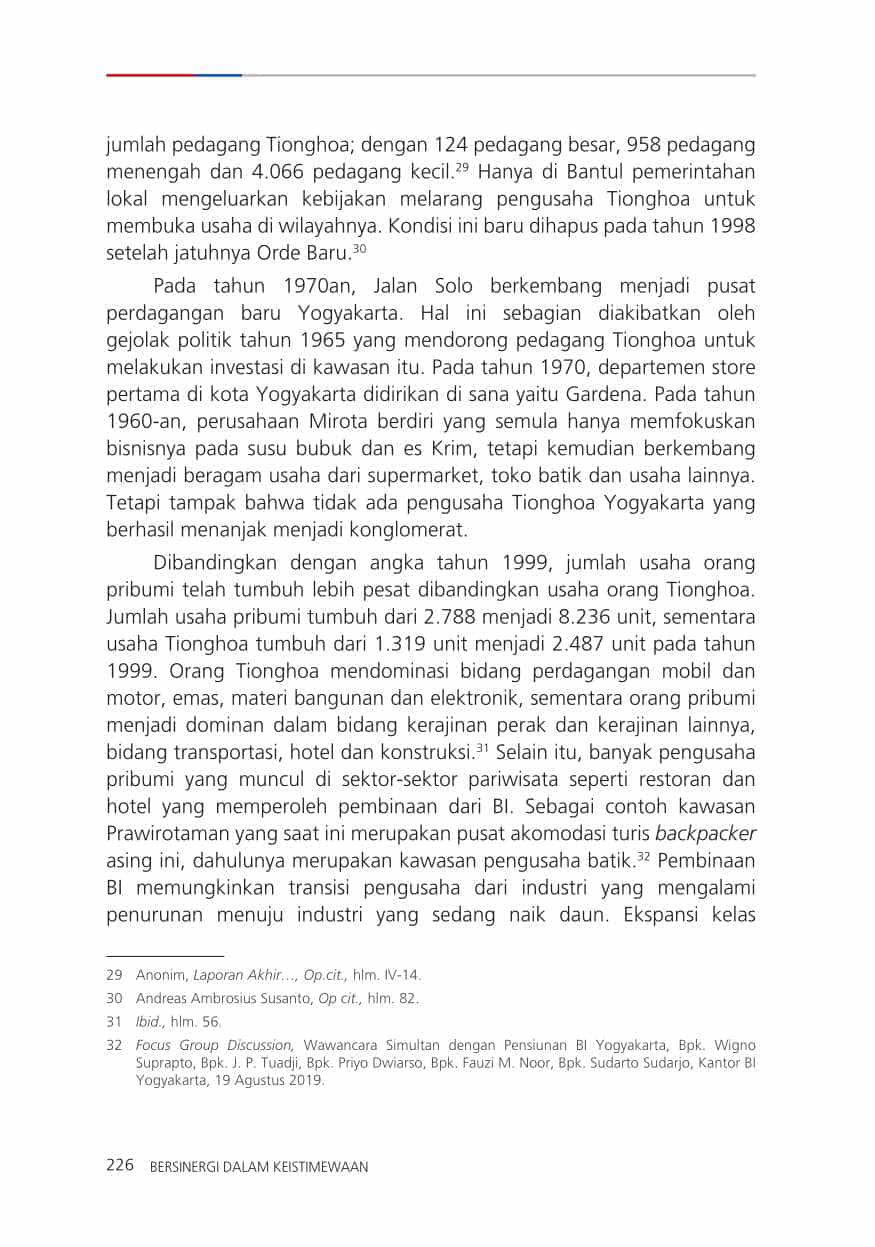 jumlah pedagang Tionghoa; dengan 124 pedagang besar, 958 pedagang
menengah dan 4.066 pedagang kecil.29 Hanya di Bantul pemerintahan
lokal mengeluarkan kebijakan melarang pengusaha Tionghoa untuk
membuka usaha di wilayahnya. Kondisi ini baru dihapus pada tahun 1998
setelah jatuhnya Orde Baru.30
Pada tahun 1970an, Jalan Solo berkembang menjadi pusat
perdagangan baru Yogyakarta. Hal ini sebagian diakibatkan oleh
gejolak politik tahun 1965 yang mendorong pedagang Tionghoa untuk
melakukan investasi di kawasan itu. Pada tahun 1970, departemen store
pertama di kota Yogyakarta didirikan di sana yaitu Gardena. Pada tahun
1960-an, perusahaan Mirota berdiri yang semula hanya memfokuskan
bisnisnya pada susu bubuk dan es Krim, tetapi kemudian berkembang
menjadi beragam usaha dari supermarket, toko batik dan usaha lainnya.
Tetapi tampak bahwa tidak ada pengusaha Tionghoa Yogyakarta yang
berhasil menanjak menjadi konglomerat.
Dibandingkan dengan angka tahun 1999, jumlah usaha orang
pribumi telah tumbuh lebih pesat dibandingkan usaha orang Tionghoa.
Jumlah usaha pribumi tumbuh dari 2.788 menjadi 8.236 unit, sementara
usaha Tionghoa tumbuh dari 1.319 unit menjadi 2.487 unit pada tahun
1999. Orang Tionghoa mendominasi bidang perdagangan mobil dan
motor, emas, materi bangunan dan elektronik, sementara orang pribumi
menjadi dominan dalam bidang kerajinan perak dan kerajinan lainnya,
bidang transportasi, hotel dan konstruksi.31 Selain itu, banyak pengusaha
pribumi yang muncul di sektor-sektor pariwisata seperti restoran dan
hotel yang memperoleh pembinaan dari BI. Sebagai contoh kawasan
Prawirotaman yang saat ini merupakan pusat akomodasi turis backpacker
asing ini, dahulunya merupakan kawasan pengusaha batik.32 Pembinaan
BI memungkinkan transisi pengusaha dari industri yang mengalami
penurunan menuju industri yang sedang naik daun. Ekspansi kelas
29 Anonim, Laporan Akhir…, Op.cit., hlm. IV-14.
30 Andreas Ambrosius Susanto, Op cit., hlm. 82.
31 Ibid., hlm. 56.
32 Focus Group Discussion, Wawancara Simultan dengan Pensiunan BI Yogyakarta, Bpk. Wigno
Suprapto, Bpk. J. P. Tuadji, Bpk. Priyo Dwiarso, Bpk. Fauzi M. Noor, Bpk. Sudarto Sudarjo, Kantor BI
Yogyakarta, 19 Agustus 2019.
226 BERSINERGI DALAM KEISTIMEWAAN